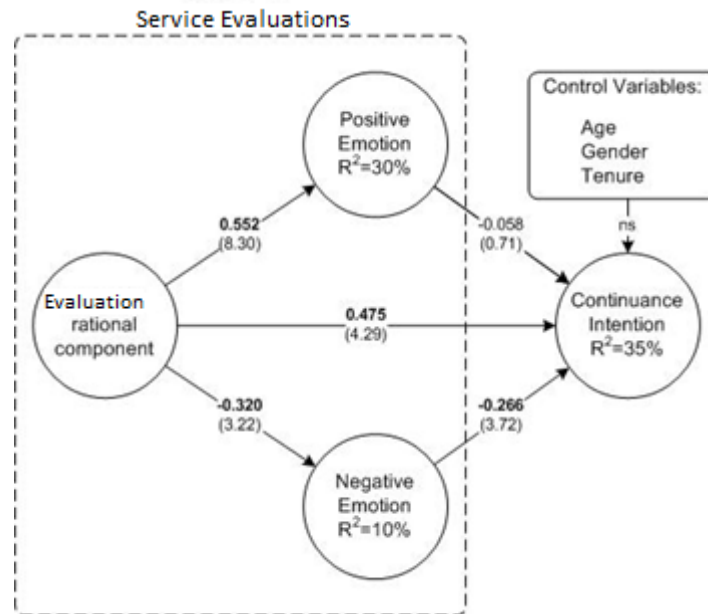 Service Evaluations
Positive
Emotion
R²=30%
Control Variables:
Age
Gender
Tenure
0.552
(8.30)
-0.058
(0.71)
ns
Evaluation
rational
component
0.475
(4.29)
Continuance
Intention
R²=35%
-0.320
(3.22)
-0.266
(3.72)
Negative
Emotion
R²=10%